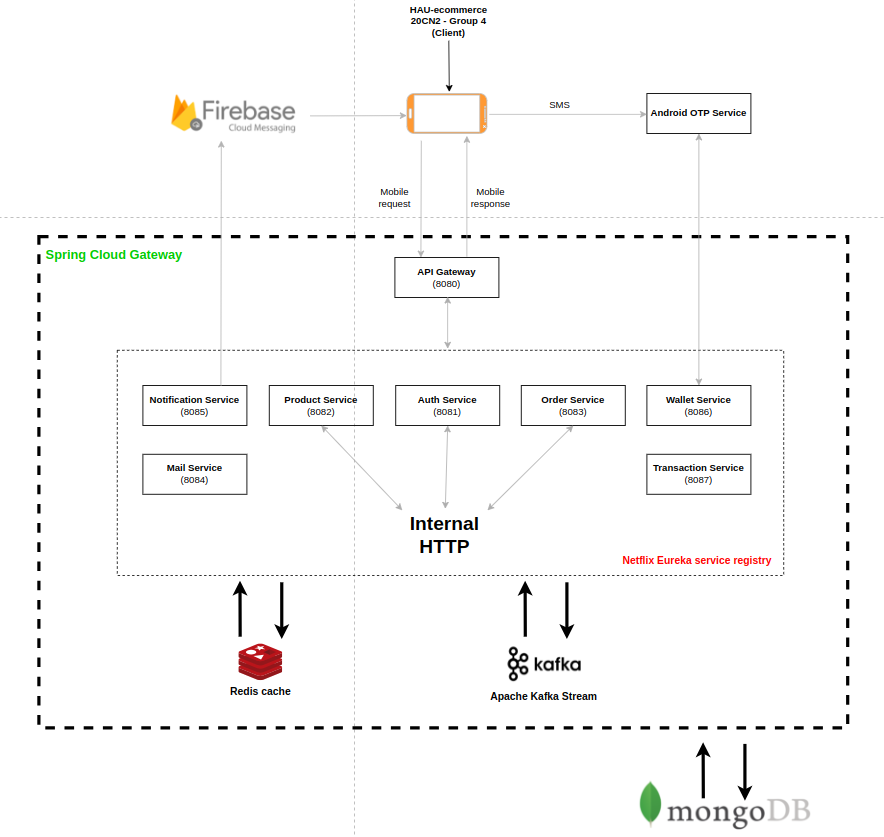 HAU-ecommerce
20CN2 - Group 4
(Client)
Firebase
Cloud Messaging
SMS
Android OTP Service
Mobile
request
Mobile
response
Spring Cloud Gateway
API Gateway
(8080)
Notification Service
(8085)
Product Service
(8082)
Auth Service
(8081)
Order Service
(8083)
Wallet Service
(8086)
Mail Service
(8084)
Transaction Service
(8087)
Internal
HTTP
Netflix Eureka service registry
kafka
Redis cache
Apache Kafka Stream
mongoDB